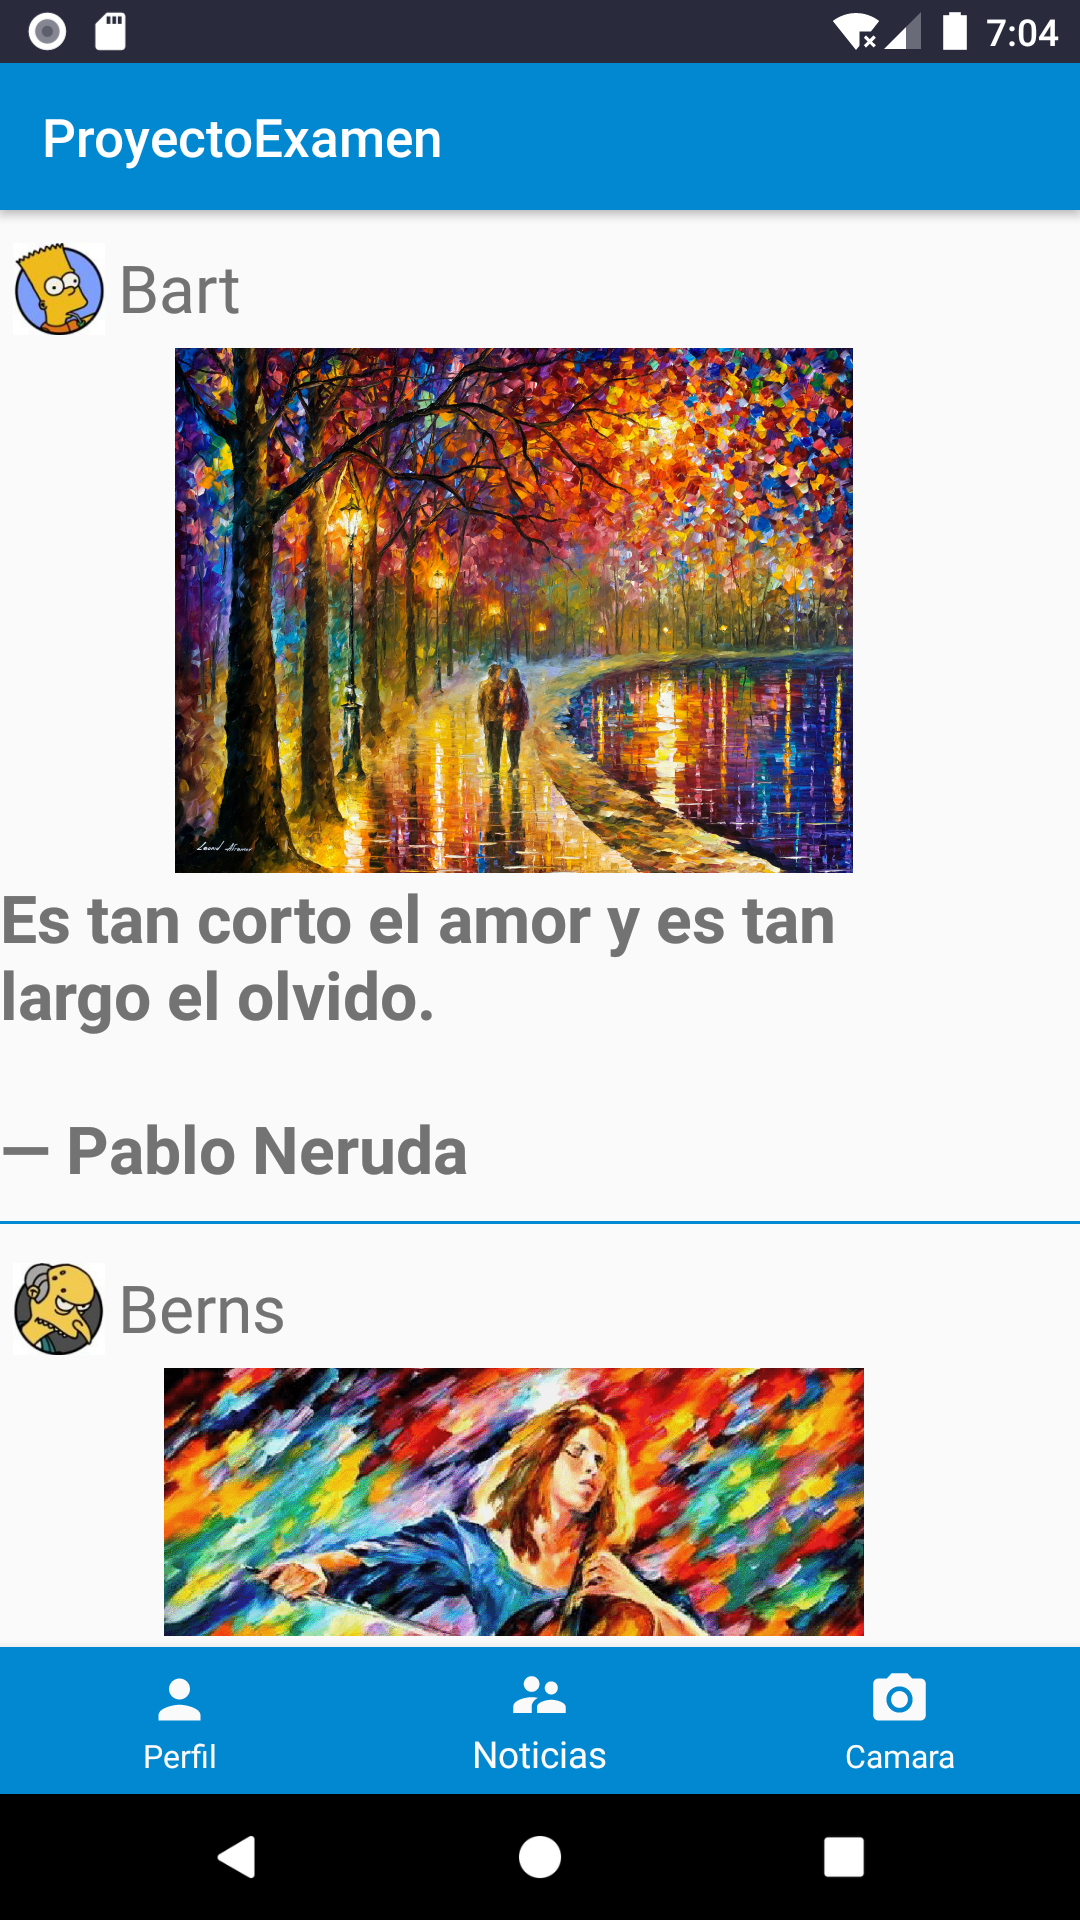 7:04
ProyectoExamen
Bart
Es tan corto el amor y es tan
largo el olvido.
— Pablo Neruda
Berns
Perfil
Noticias
Camara